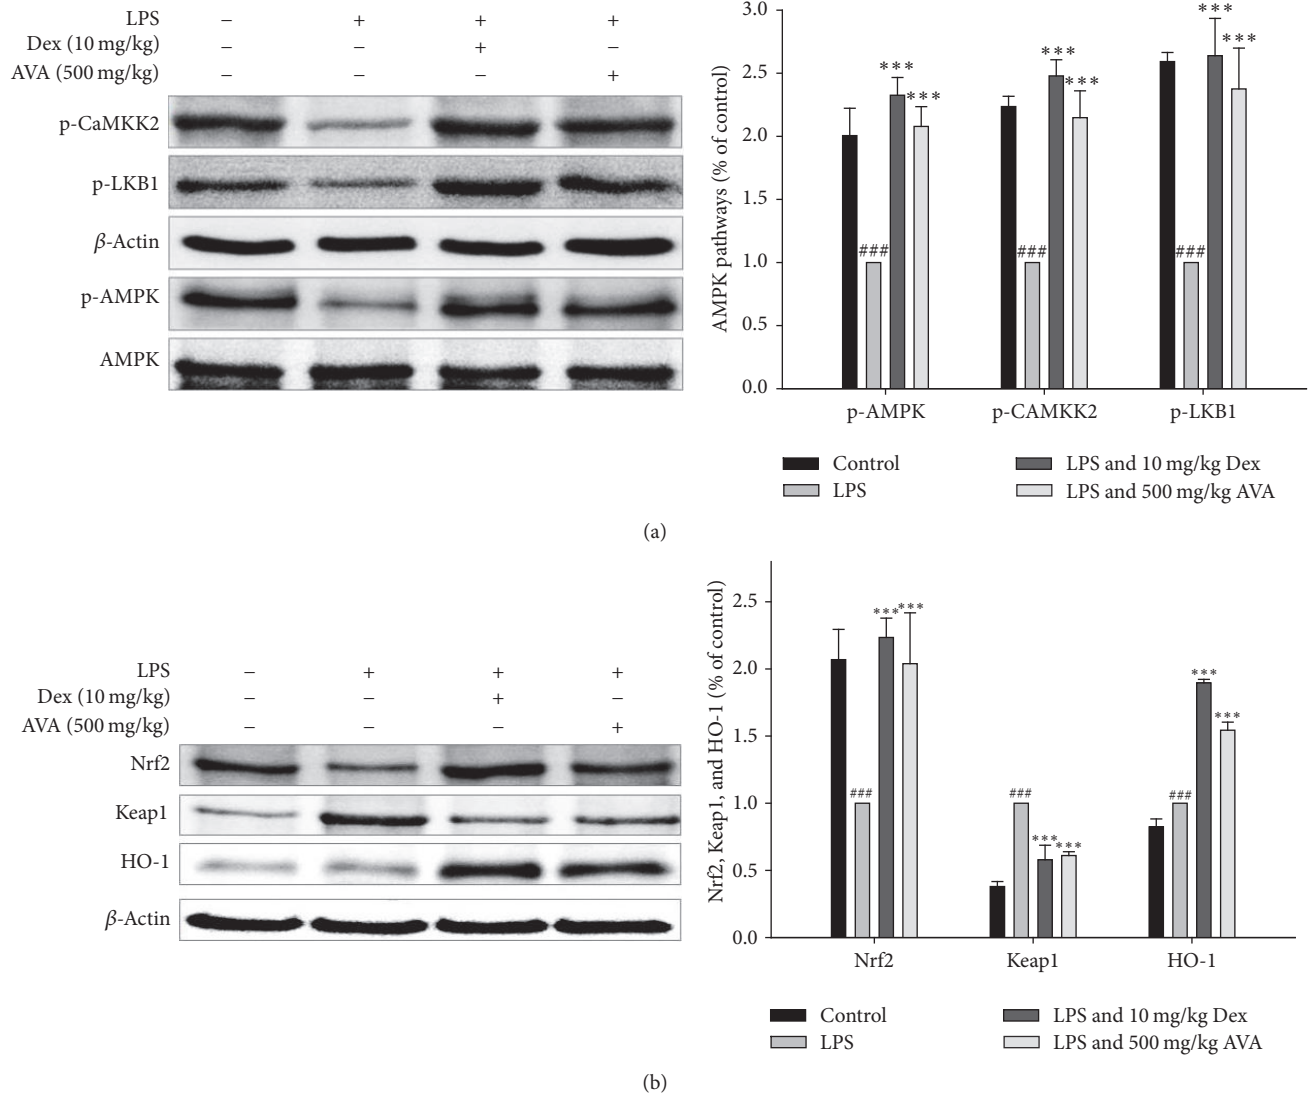 LPS − + + +
Dex (10 mg/kg) − − + −
AVA (500 mg/kg) − − − +
p-CaMKK2
p-LKB1
β-Actin
p-AMPK
AMPK
AMPK pathways (% of control)
3.0
2.5
2.0
1.5
1.0
0.5
0.0
### *** ***
### *** ***
### *** ***
p-AMPK p-CAMKK2 p-LKB1
Control LPS and 10 mg/kg Dex
LPS LPS and 500 mg/kg AVA
(a)
LPS − + + +
Dex (10 mg/kg) − − + −
AVA (500 mg/kg) − − − +
Nrf2
Keap1
HO-1
β-Actin
Nrf2, Keap1, and HO-1 (% of control)
2.5
2.0
1.5
1.0
0.5
0.0
### *** ***
### *** ***
### *** ***
Nrf2 Keap1 HO-1
Control LPS and 10 mg/kg Dex
LPS LPS and 500 mg/kg AVA
(b)